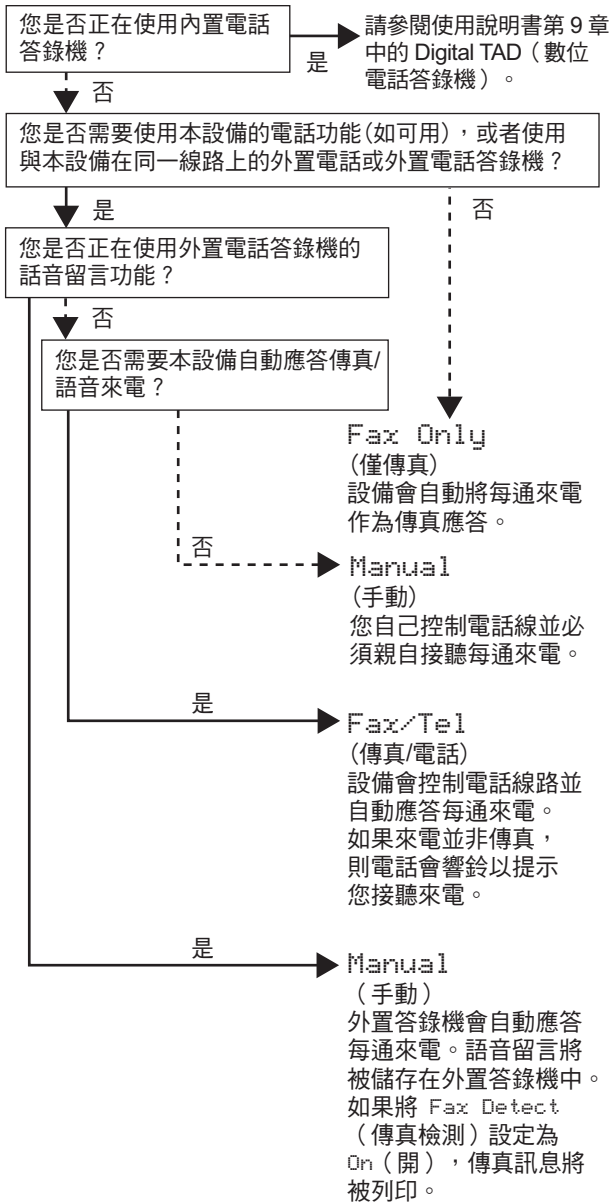 您是否正在使用內置電話
答錄機？
是
請參閱使用說明書第 9 章
中的 Digital TAD（數位
電話答錄機）。
否
您是否需要使用本設備的電話功能(如可用)，或者使用
與本設備在同一線路上的外置電話或外置電話答錄機？
是
否
您是否正在使用外置電話答錄機的
話音留言功能？
否
您是否需要本設備自動應答傳真/
語音來電？
Fax Only
(僅傳真)
設備會自動將每通來電
作為傳真應答。
否
Manual
(手動)
您自己控制電話線並必
須親自接聽每通來電。
是
Fax/Tel
(傳真/電話)
設備會控制電話線路並
自動應答每通來電。
如果來電並非傳真，
則電話會響鈴以提示
您接聽來電。
是
Manual
（手動）
外置答錄機會自動應答
每通來電。語音留言將
被儲存在外置答錄機中。
如果將 Fax Detect
（傳真檢測）設定為
On（開），傳真訊息將
被列印。